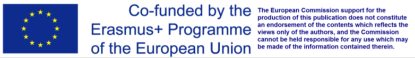 Co-funded by the
Erasmus+ Programme
of the European Union
The European Commission support for the
production of this publication does not constitute
an endorsement of the contents which reflects the
views only of the authors, and the Commission
cannot be held responsible for any use which may
be made of the information contained therein.